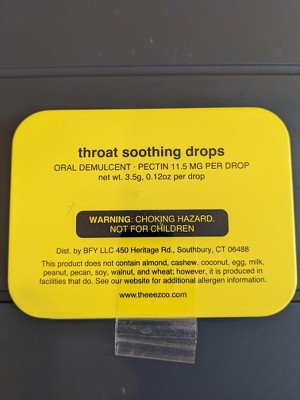 throat soothing drops
ORAL DEMULCENT · PECTIN 11.5 MG PER DROP
net wt. 3.5g, 0.12oz per drop
WARNING: CHOKING HAZARD.
NOT FOR CHILDREN
Dist. by BFY LLC 450 Heritage Rd., Southbury, CT 06488
This product does not contain almond, cashew, coconut, egg, milk,
peanut, pecan, soy, walnut, and wheat; however, it is produced in
facilities that do. See our website for additional allergen information.
www.theeezco.com